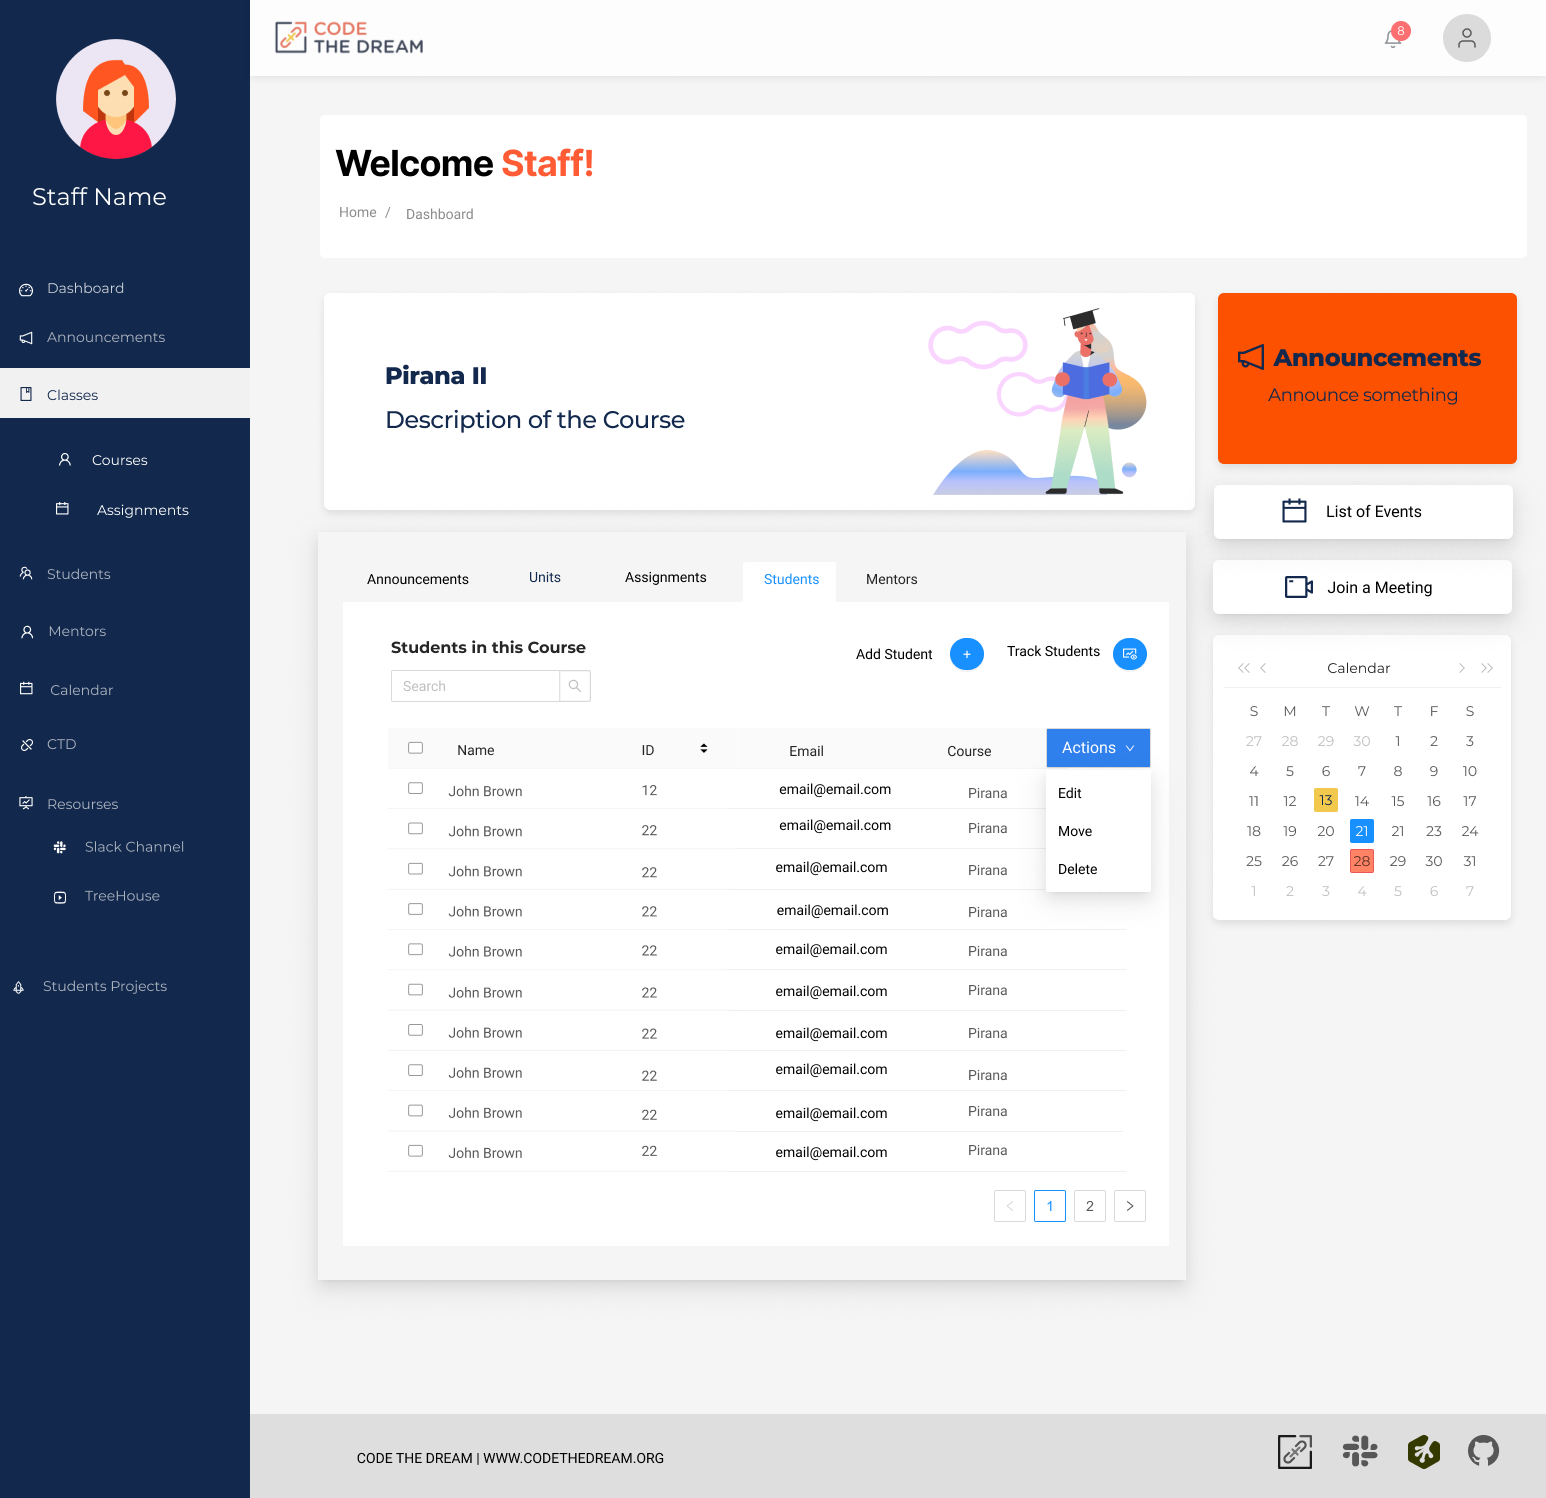 CODE
THE DREAM
8
Staff Name
Dashboard
Announcements
Classes
Courses
Assignments
Students
Mentors
Calendar
CTD
Resourses
Slack Channel
TreeHouse
Students Projects
Welcome Staff!
Home / Dashboard
Pirana II
Description of the Course
Announcements
Announce something
List of Events
Join a Meeting
Calendar
S M T W T F S
27 28 29 30 1 2 3
4 5 6 7 8 9 10
11 12 13 14 15 16 17
18 19 20 21 21 23 24
25 26 27 28 29 30 31
1 2 3 4 5 6 7
Announcements Units Assignments Students Mentors
Students in this Course
Add Student + Track Students
Search
Name ID Email Course Actions
John Brown 12 email@email.com Pirana
John Brown 22 email@email.com Pirana
John Brown 22 email@email.com Pirana
John Brown 22 email@email.com Pirana
John Brown 22 email@email.com Pirana
John Brown 22 email@email.com Pirana
John Brown 22 email@email.com Pirana
John Brown 22 email@email.com Pirana
John Brown 22 email@email.com Pirana
John Brown 22 email@email.com Pirana
Edit
Move
Delete
< 1 2 >
CODE THE DREAM | WWW.CODETHEDREAM.ORG